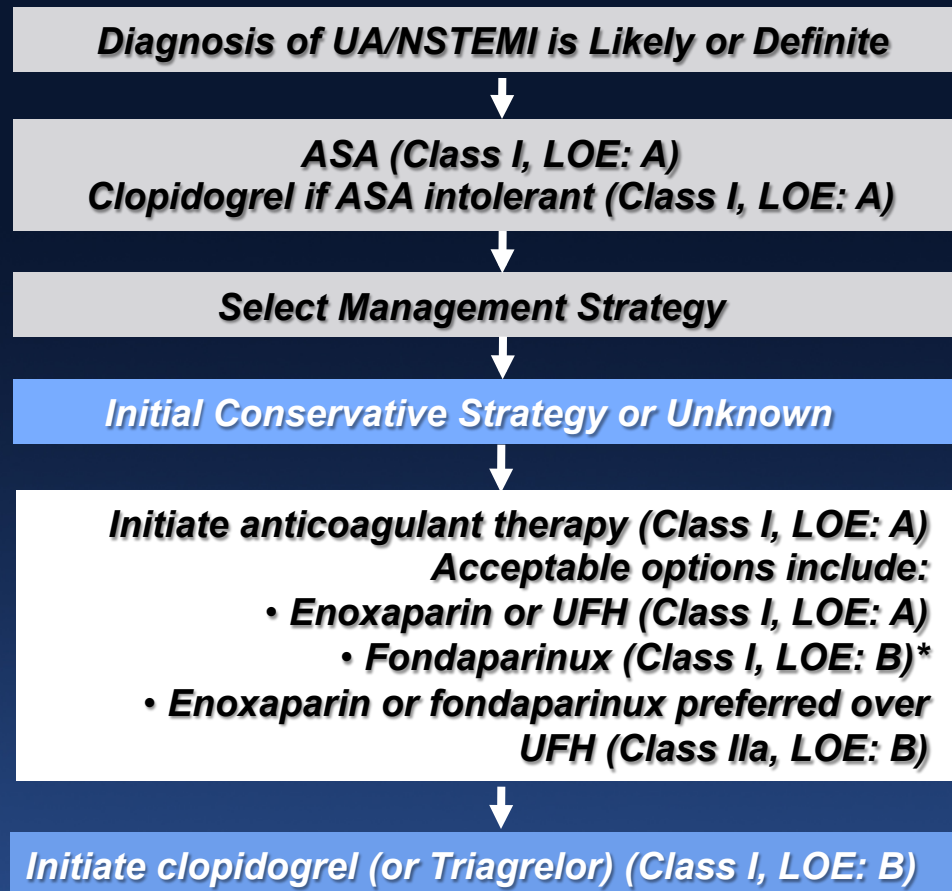 Diagnosis of UA/NSTEMI is Likely or Definite
ASA (Class I, LOE: A)
Clopidogrel if ASA intolerant (Class I, LOE: A)
Select Management Strategy
Initial Conservative Strategy or Unknown
Initiate anticoagulant therapy (Class I, LOE: A)
Acceptable options include:
• Enoxaparin or UFH (Class I, LOE: A)
• Fondaparinux (Class I, LOE: B)*
• Enoxaparin or fondaparinux preferred over
UFH (Class IIa, LOE: B)
Initiate clopidogrel (or Triagrelor) (Class I, LOE: B)